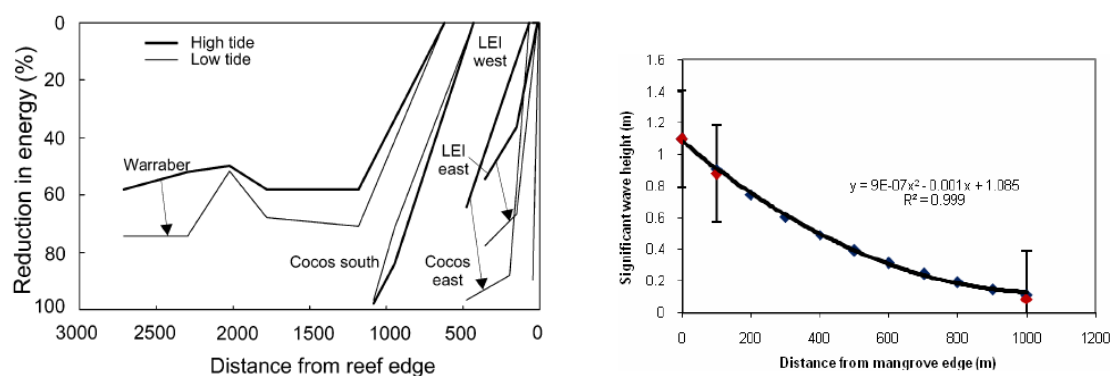 0
20
40
60
80
100
Reduction in energy (%)
High tide
Low tide
LEI
west
Warraber
LEI
east
Cocos south
Cocos
east
3000 2500 2000 1500 1000 500 0
Distance from reef edge
1.6
1.4
1.2
1
0.8
0.6
0.4
0.2
0
Significant wave height (m)
y = 9E-07x² - 0.001x + 1.085
R² = 0.999
0 200 400 600 800 1000 1200
Distance from mangrove edge (m)